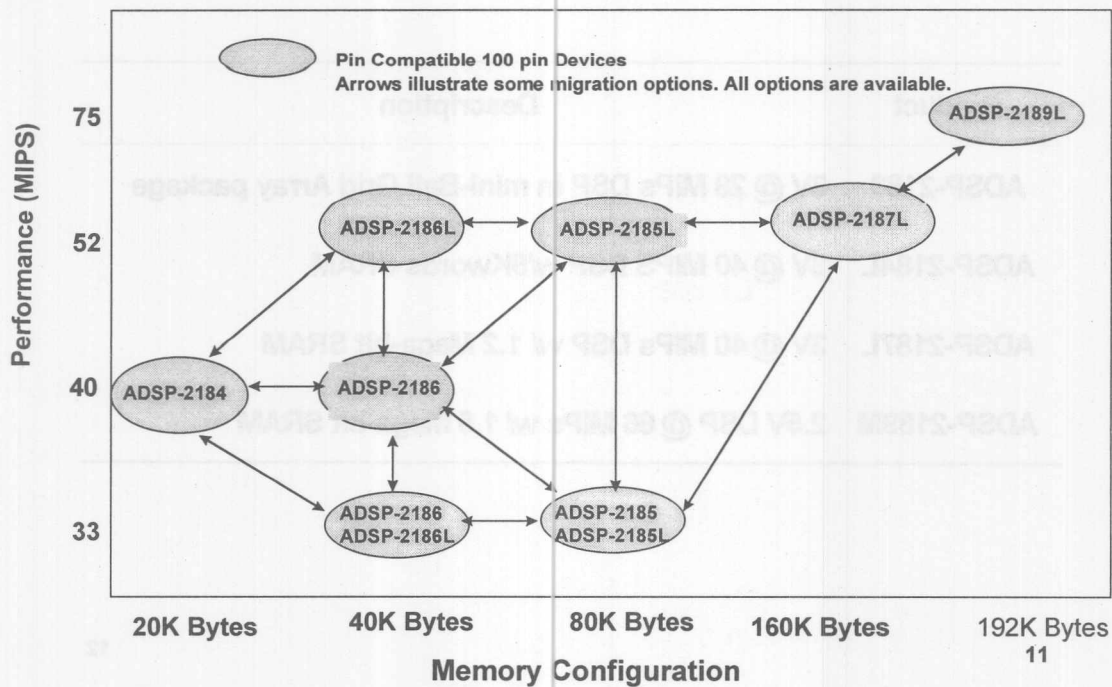 Pin Compatible 100 pin Devices
Arrows illustrate some migration options. All options are available.
Performance (MIPS)
75
ADSP-2189L
52
ADSP-2186L
ADSP-2185L
ADSP-2187L
40
ADSP-2184
ADSP-2186
33
ADSP-2186
ADSP-2186L
ADSP-2185
ADSP-2185L
20K Bytes
40K Bytes
80K Bytes
160K Bytes
192K Bytes
11
Memory Configuration